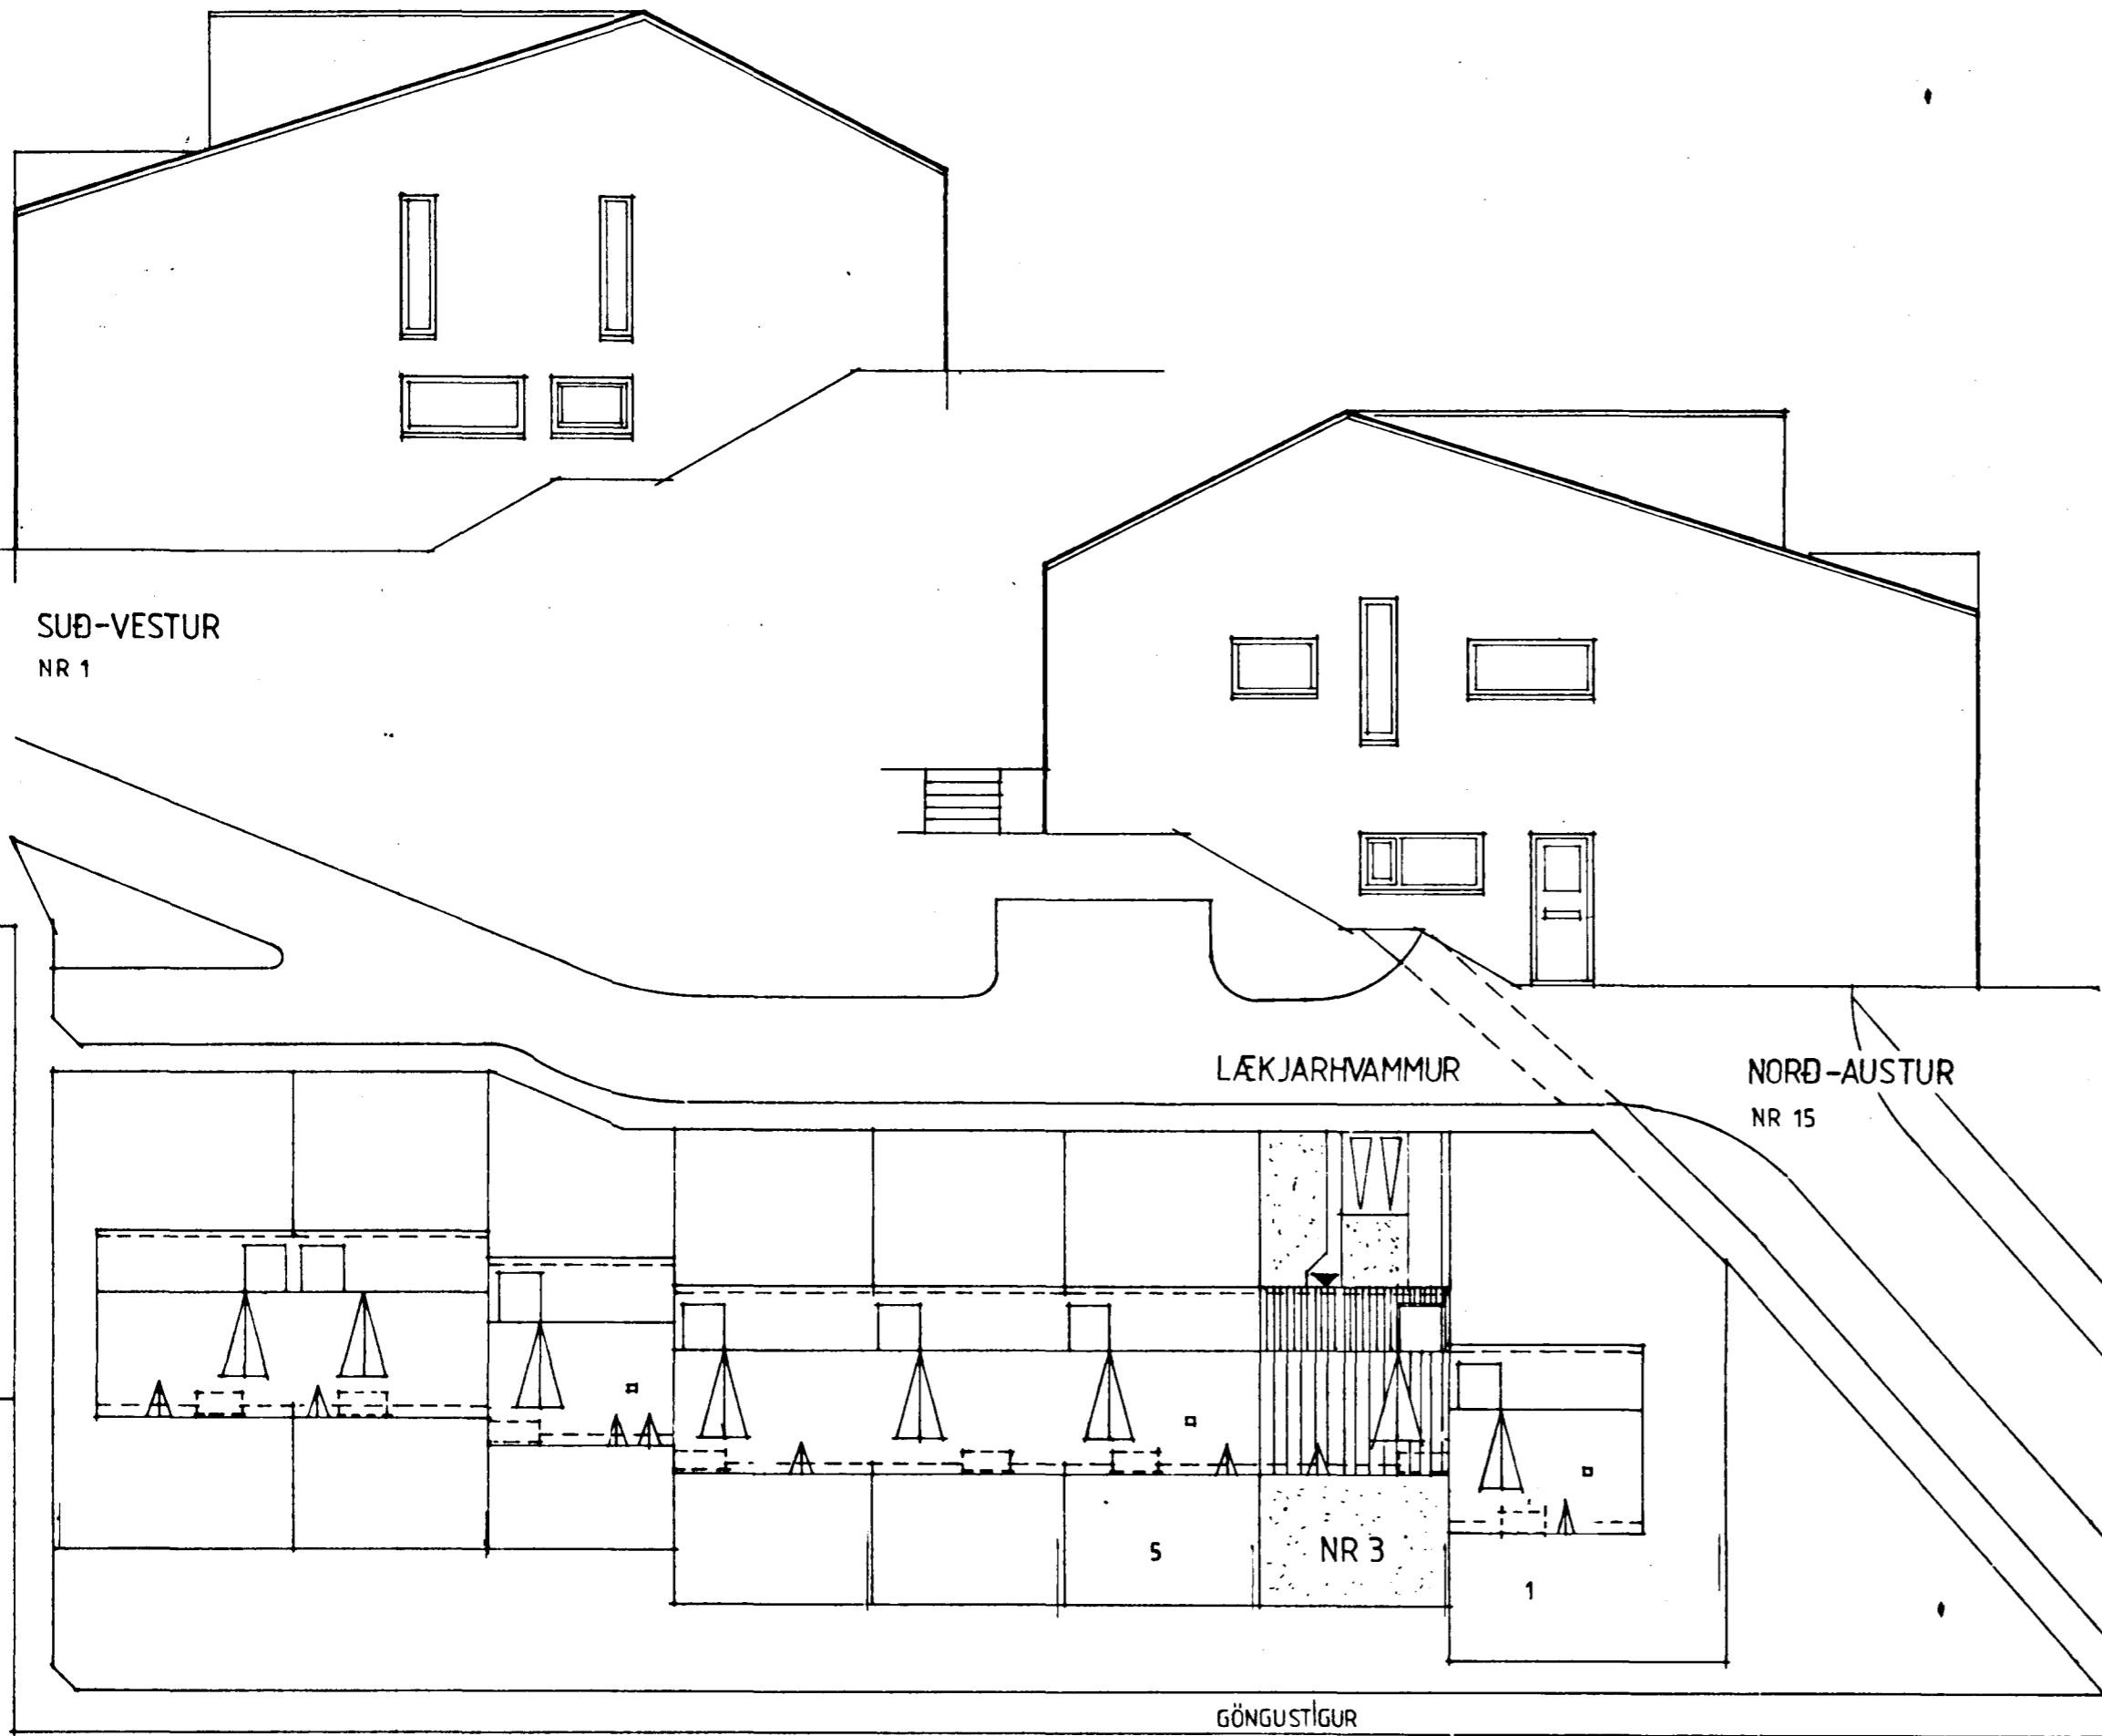 SUÐ-VESTUR
NR 1
LÆKJARHVAMMUR
NORÐ-AUSTUR
NR 15
5
NR 3
1
GÖNGUSTÍGUR